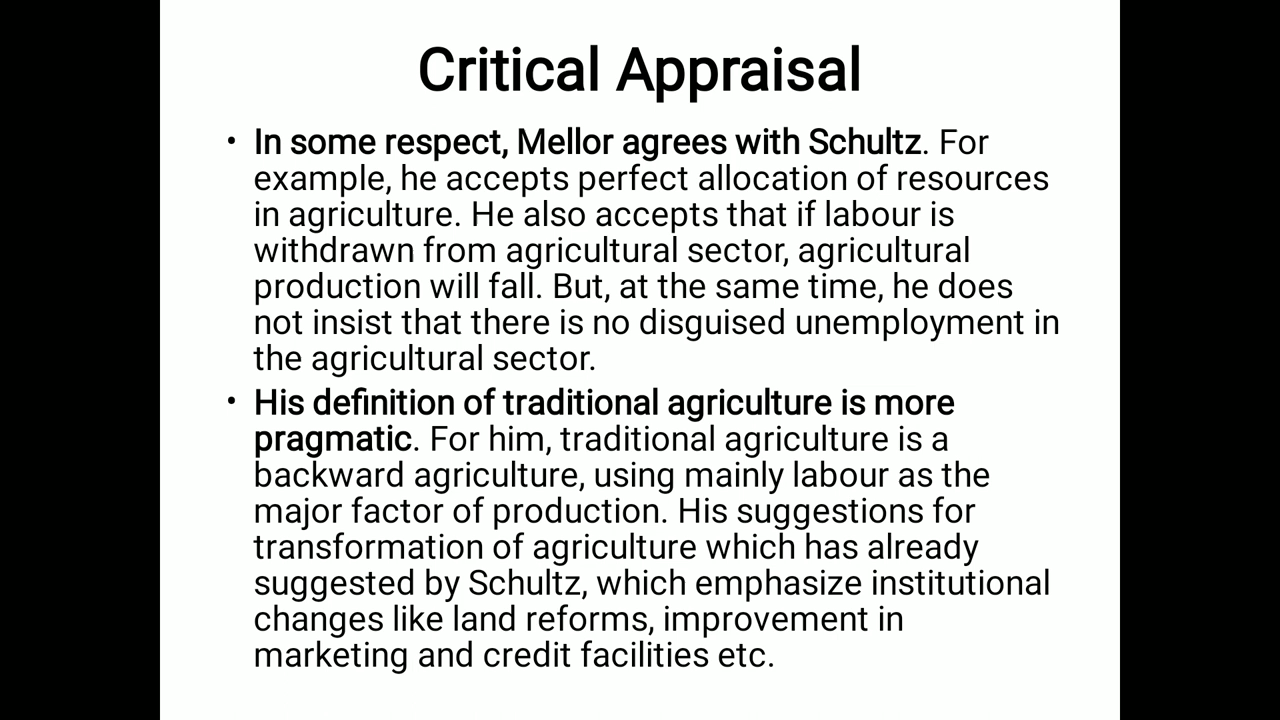 Critical Appraisal
• In some respect, Mellor agrees with Schultz. For
example, he accepts perfect allocation of resources
in agriculture. He also accepts that if labour is
withdrawn from agricultural sector, agricultural
production will fall. But, at the same time, he does
not insist that there is no disguised unemployment in
the agricultural sector.
• His definition of traditional agriculture is more
pragmatic. For him, traditional agriculture is a
backward agriculture, using mainly labour as the
major factor of production. His suggestions for
transformation of agriculture which has already
suggested by Schultz, which emphasize institutional
changes like land reforms, improvement in
marketing and credit facilities etc.